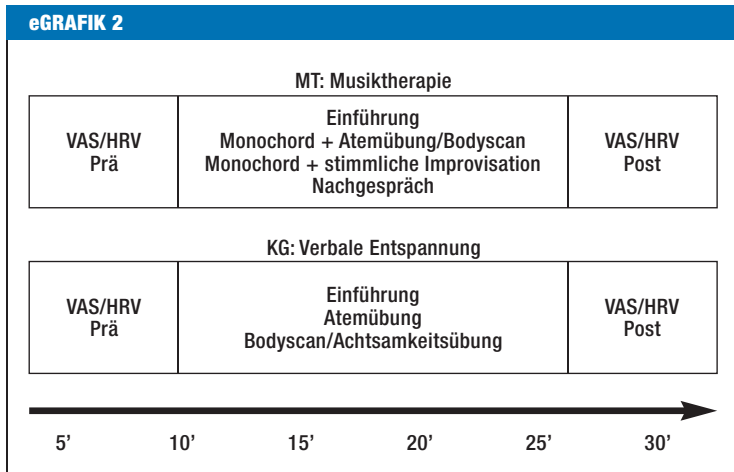 eGRAFIK 2
MT: Musiktherapie
VAS/HRV
Prä
Einführung
Monochord + Atemübung/Bodyscan
Monochord + stimmliche Improvisation
Nachgespräch
VAS/HRV
Post
KG: Verbale Entspannung
VAS/HRV
Prä
Einführung
Atemübung
Bodyscan/Achtsamkeitsübung
VAS/HRV
Post
5’ 10’ 15’ 20’ 25’ 30’